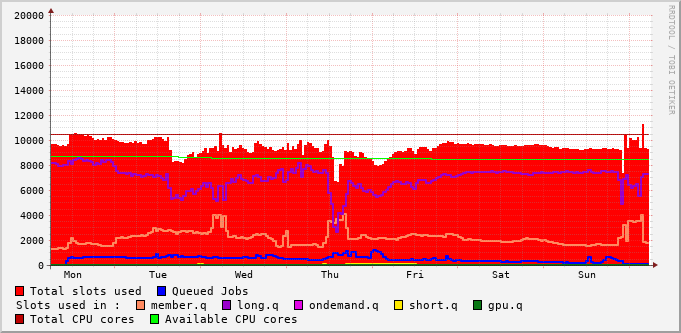 20000
18000
16000
14000
12000
10000
8000
6000
4000
2000
0
Mon Tue Wed Thu Fri Sat Sun
Total slots used Queued Jobs
Slots used in : member.q long.q ondemand.q short.q gpu.q
Total CPU cores Available CPU cores
RRDTOOL / TOBI OETIKER